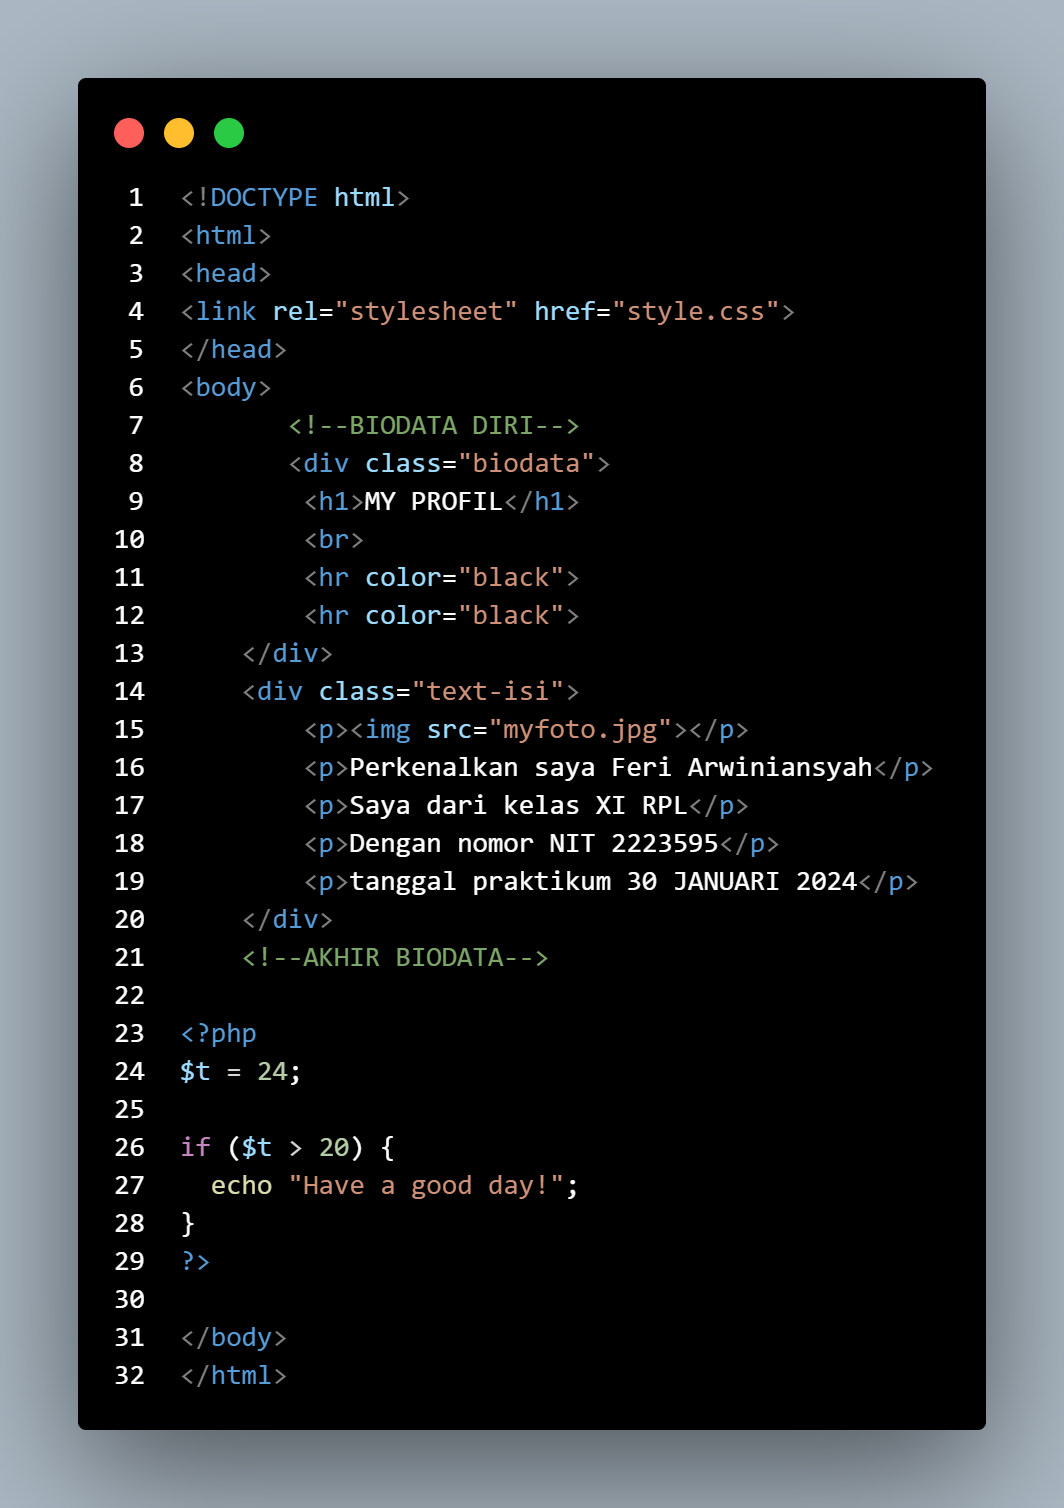 1 <!DOCTYPE html>
2 <html>
3 <head>
4 <link rel="stylesheet" href="style.css">
5 </head>
6 <body>
7        <!--BIODATA DIRI-->
8        <div class="biodata">
9         <h1>MY PROFIL</h1>
10         <br>
11         <hr color="black">
12         <hr color="black">
13     </div>
14     <div class="text-isi">
15         <p><img src="myfoto.jpg"></p>
16         <p>Perkenalkan saya Feri Arwiniansyah</p>
17         <p>Saya dari kelas XI RPL</p>
18         <p>Dengan nomor NIT 2223595</p>
19         <p>tanggal praktikum 30 JANUARI 2024</p>
20     </div>
21     <!--AKHIR BIODATA-->
22
23 <?php
24 $t = 24;
25
26 if ($t > 20) {
27   echo "Have a good day!";
28 }
29 ?>
30
31 </body>
32 </html>